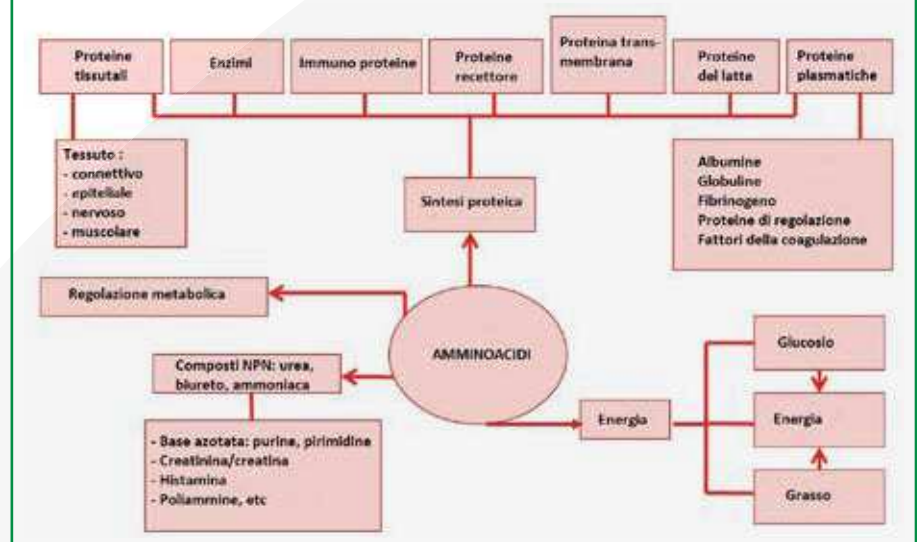 Proteine
tissutali
Enzimi
Immuno proteine
Proteine
recettore
Proteina trans-
membrana
Proteine
del latte
Proteine
plasmatiche
Tessuto :
- connettivo
- epiteliale
- nervoso
- muscolare
Sintesi proteica
Albumine
Globuline
Fibrinogeno
Proteine di regolazione
Fattori della coagulazione
Regolazione metabolica
AMMINOACIDI
Composti NPN: urea,
biureto, ammoniaca
- Base azotata: purine, pirimidine
- Creatinina/creatina
- Histamina
- Poliammine, etc
Energia
Glucosio
Energia
Grasso